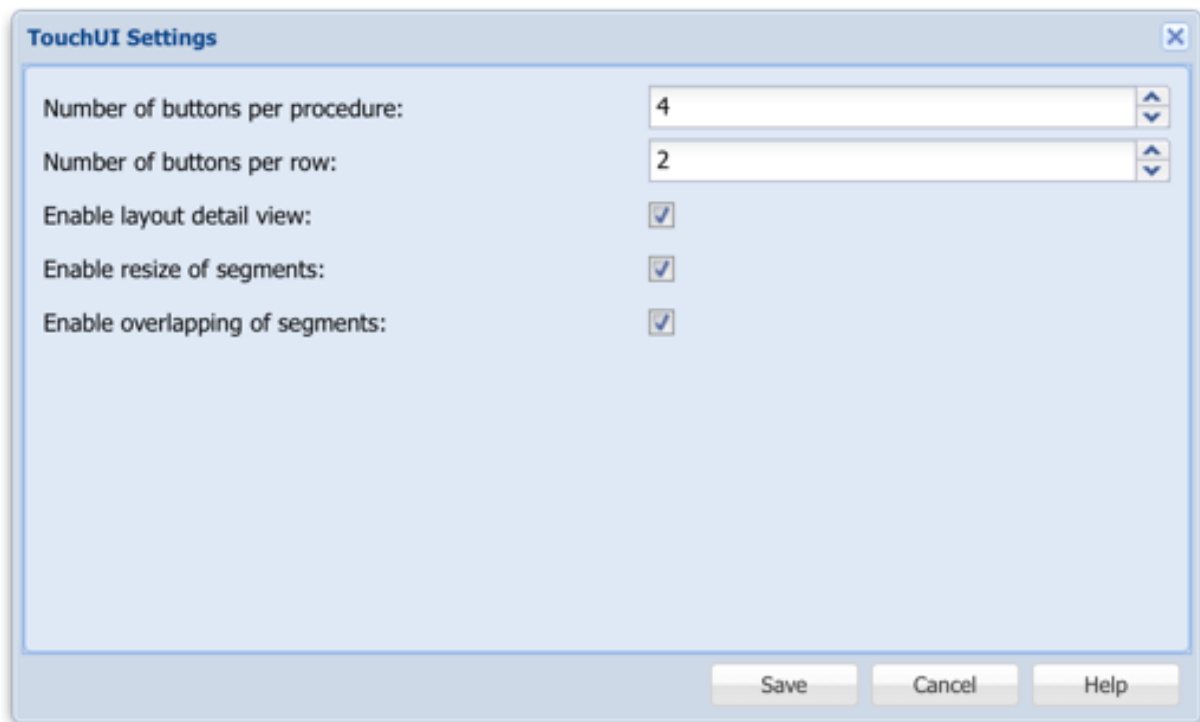 TouchUI Settings
Number of buttons per procedure: 4
Number of buttons per row: 2
Enable layout detail view:
Enable resize of segments:
Enable overlapping of segments:
Save Cancel Help